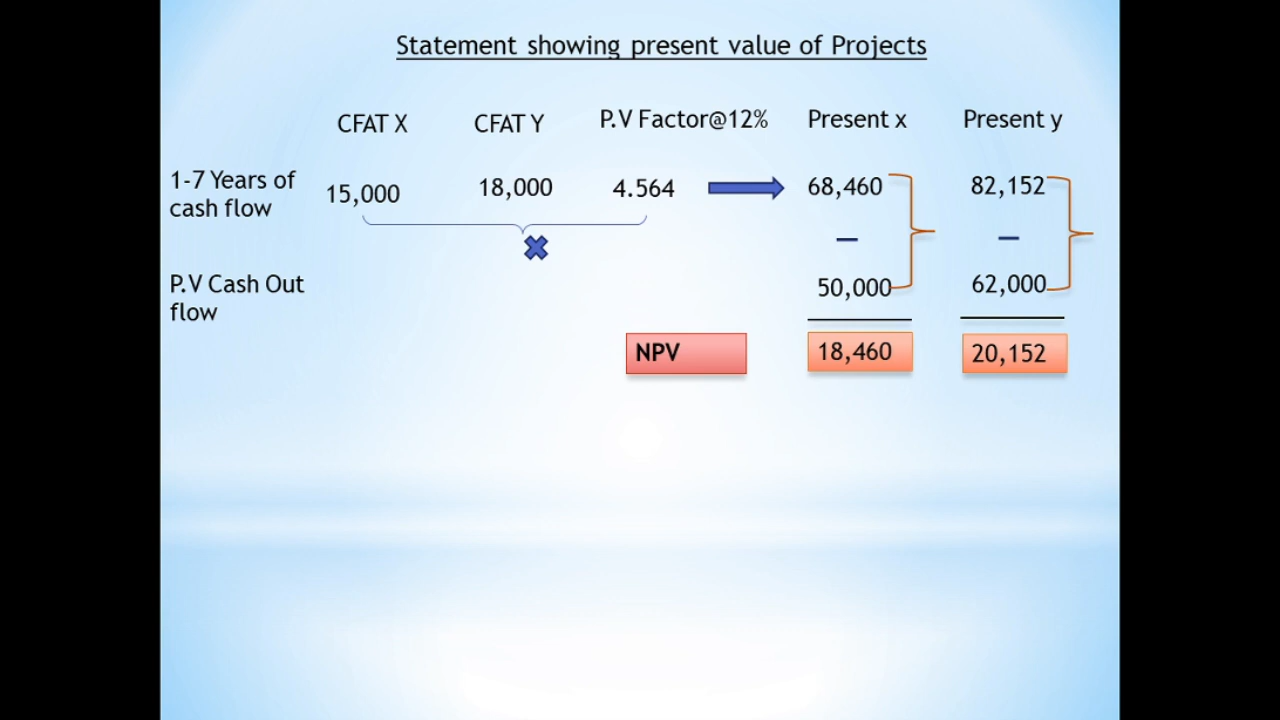 Statement showing present value of Projects
CFAT X CFAT Y P.V Factor@12% Present x Present y
1-7 Years of
cash flow 15,000 18,000 4.564 68,460 82,152
P.V Cash Out
flow 50,000 62,000
NPV 18,460 20,152